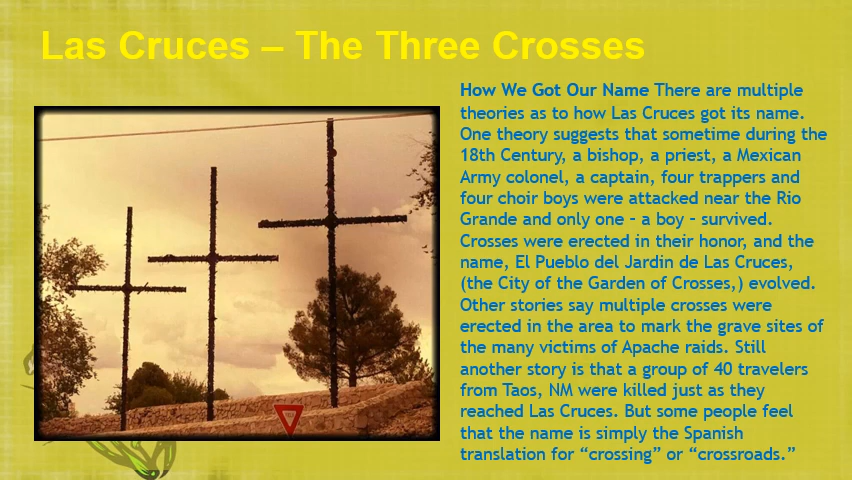 Las Cruces – The Three Crosses
How We Got Our Name There are multiple
theories as to how Las Cruces got its name.
One theory suggests that sometime during the
18th Century, a bishop, a priest, a Mexican
Army colonel, a captain, four trappers and
four choir boys were attacked near the Rio
Grande and only one - a boy - survived.
Crosses were erected in their honor, and the
name, El Pueblo del Jardin de Las Cruces,
(the City of the Garden of Crosses,) evolved.
Other stories say multiple crosses were
erected in the area to mark the grave sites of
the many victims of Apache raids. Still
another story is that a group of 40 travelers
from Taos, NM were killed just as they
reached Las Cruces. But some people feel
that the name is simply the Spanish
translation for “crossing” or “crossroads.”